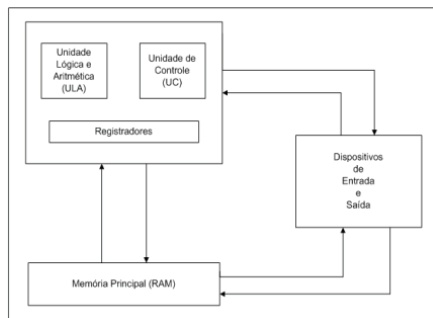 Unidade
Lógica e
Aritmética
(ULA)
Unidade de
Controle
(UC)
Registradores
Dispositivos
de
Entrada
e
Saída
Memória Principal (RAM)